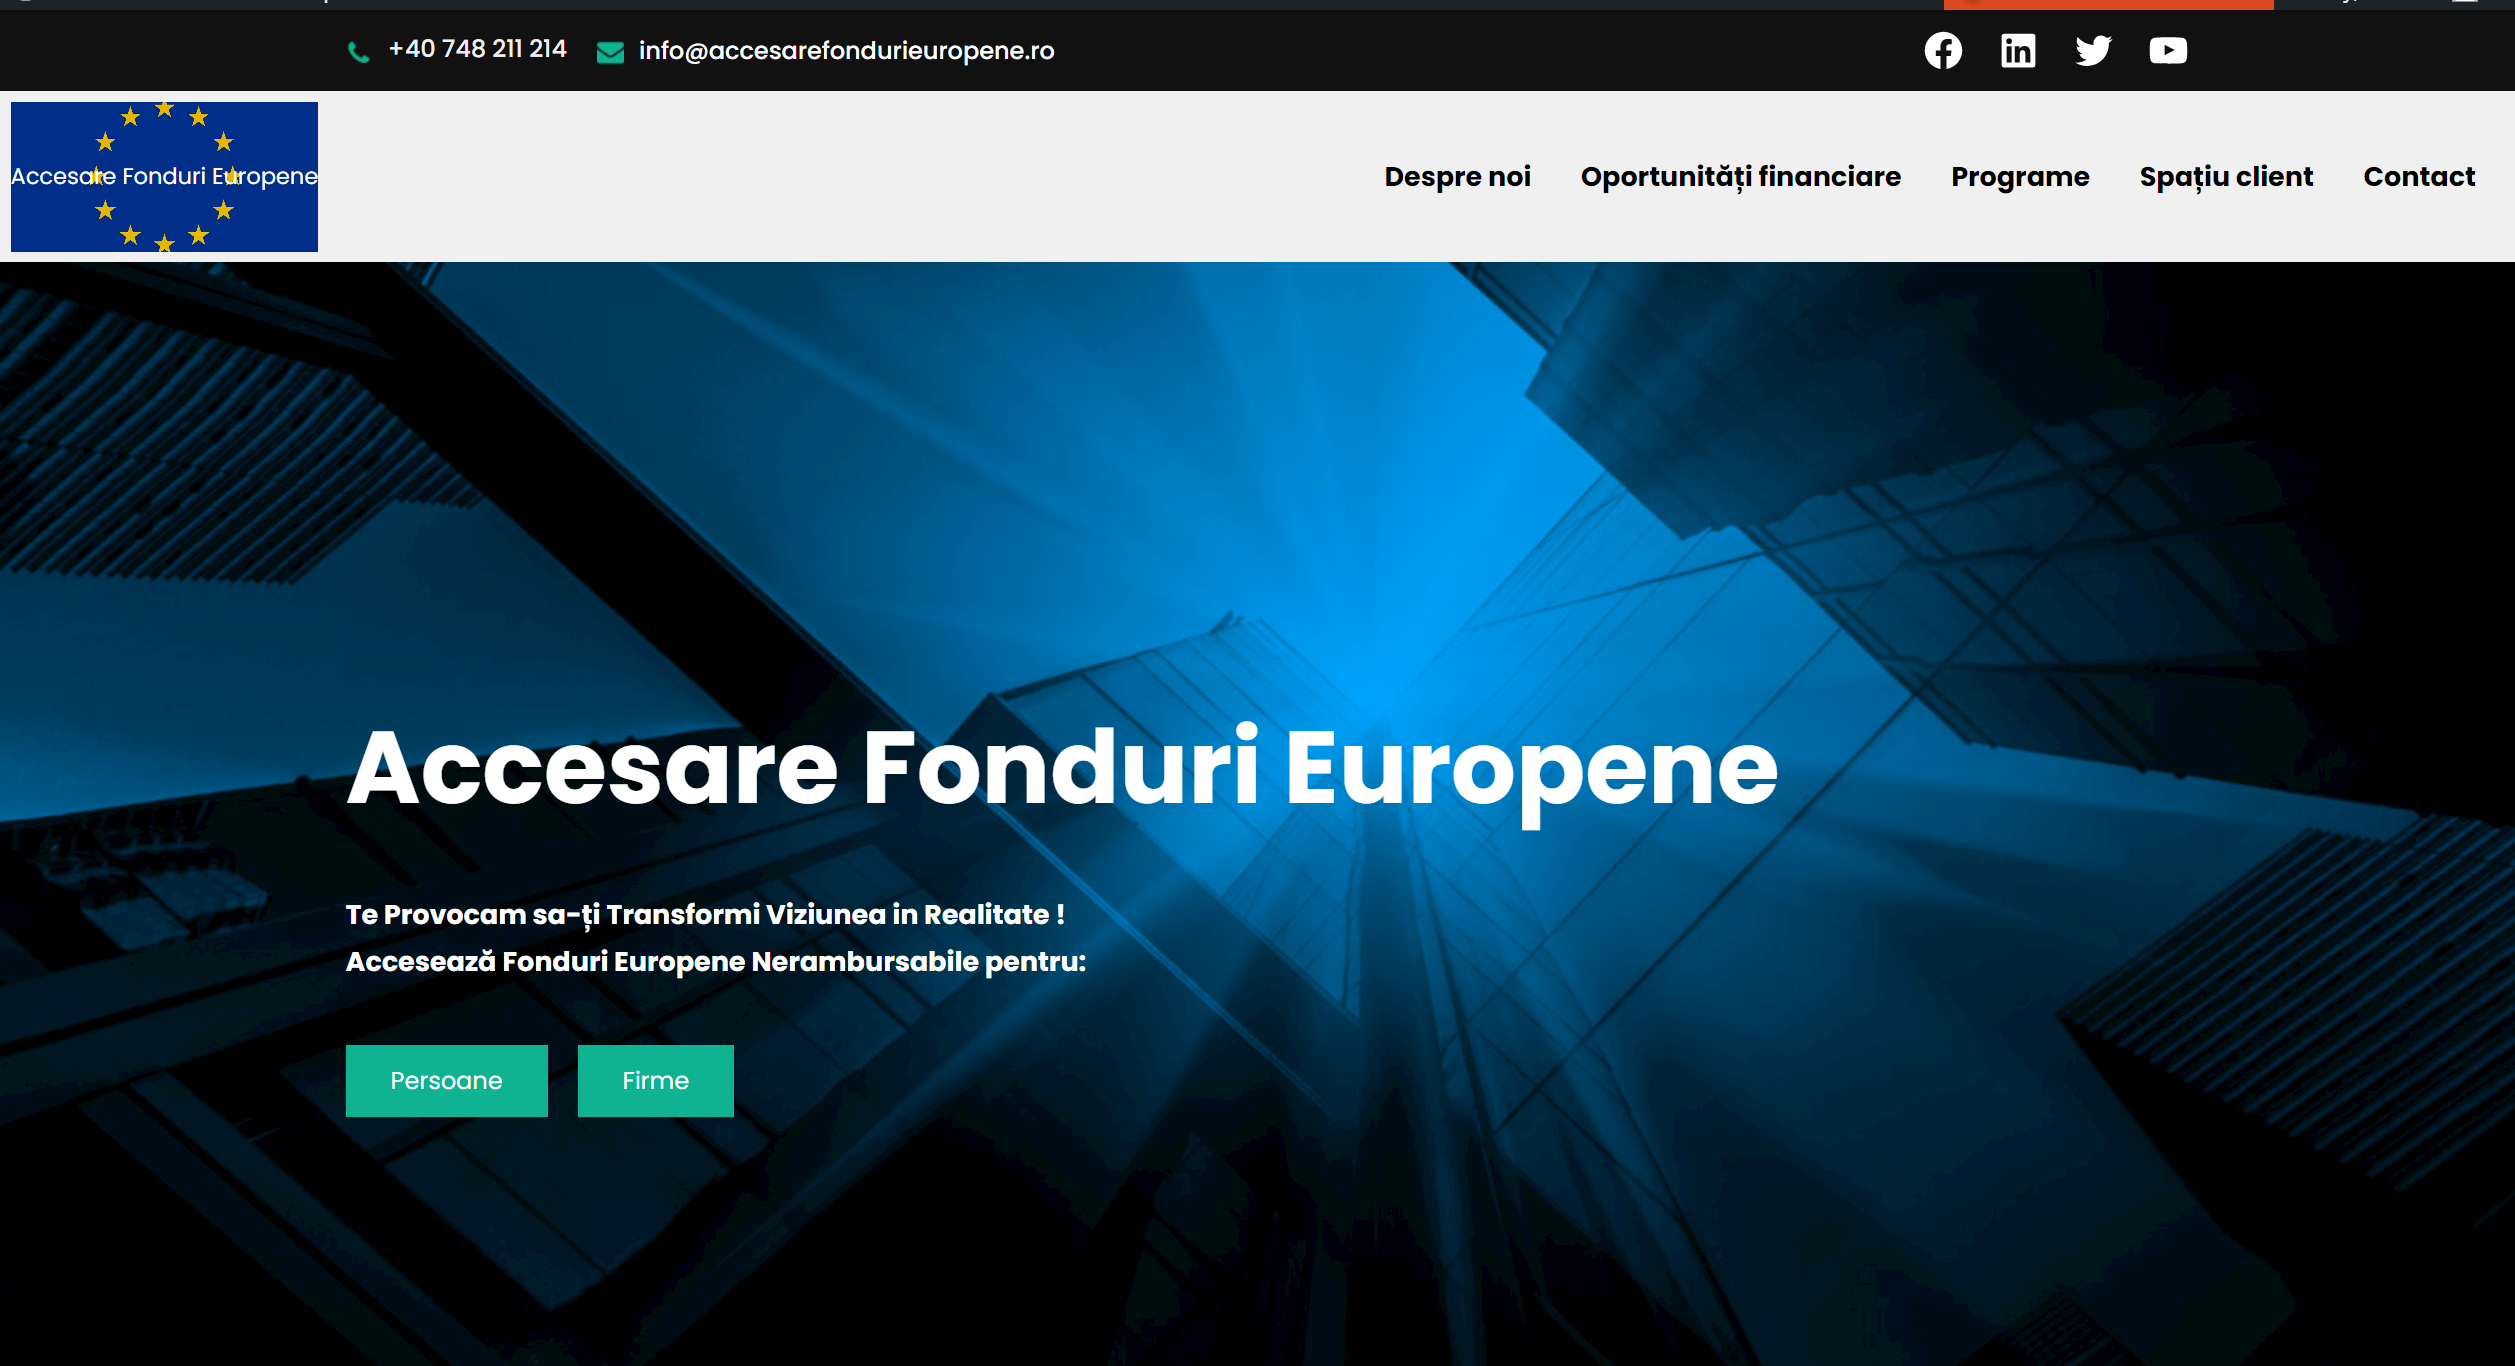 +40 748 211 214 info@accesarefondurieuropene.ro
Accesare Fonduri Europene
Despre noi Oportunități financiare Programe Spațiu client Contact
Accesare Fonduri Europene
Te Provocam sa-ți Transformi Viziunea in Realitate !
Accesează Fonduri Europene Nerambursabile pentru:
Persoane Firme